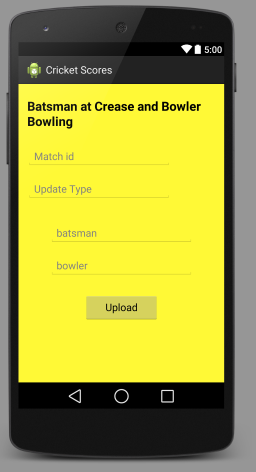 5:00
Cricket Scores
Batsman at Crease and Bowler
Bowling
Match id
Update Type
batsman
bowler
Upload